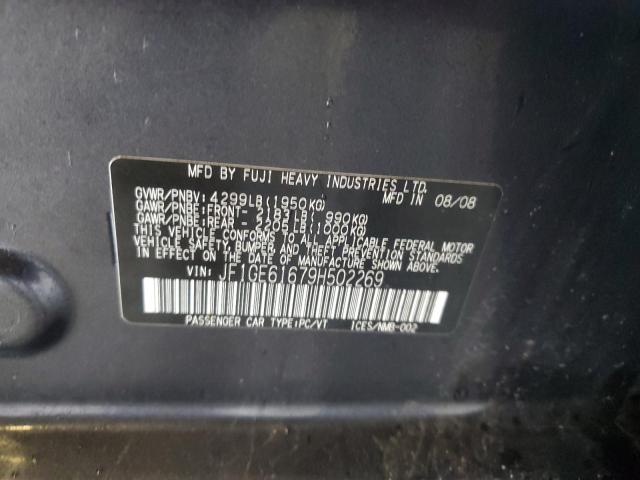 MFD BY FUJI HEAVY INDUSTRIES LTD.
MFD IN 08/08
GVWR/PNBV: 4299LB(1950KG)
GAWR/PNBE:FRONT- 2183LB( 990KG)
GAWR/PNBE:REAR - 2205LB(1000KG)
THIS VEHICLE CONFORMS TO ALL APPLICABLE FEDERAL MOTOR
VEHICLE SAFETY, BUMPER, AND THEFT PREVENTION STANDARDS
IN EFFECT ON THE DATE OF MANUFACTURE SHOWN ABOVE.
VIN: JF1GE61679H502269
PASSENGER CAR TYPE:PC/VT ICES/NMB-002